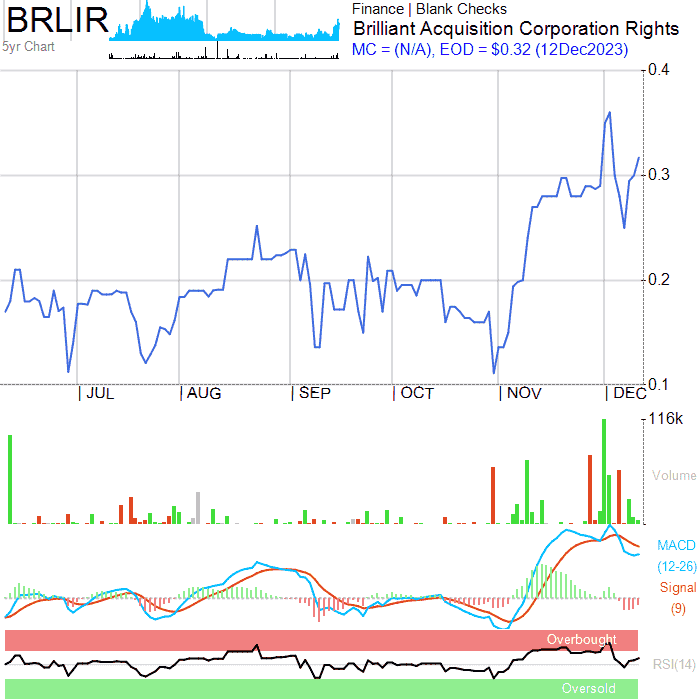 BRLIR
5yr Chart
Finance | Blank Checks
Brilliant Acquisition Corporation Rights
MC = (N/A), EOD = $0.32 (12Dec2023)
0.4
0.3
0.2
0.1
| JUL | AUG | SEP | OCT | NOV | DEC
116k
Volume
MACD
(12-26)
Signal
(9)
Overbought
RSI(14)
Oversold